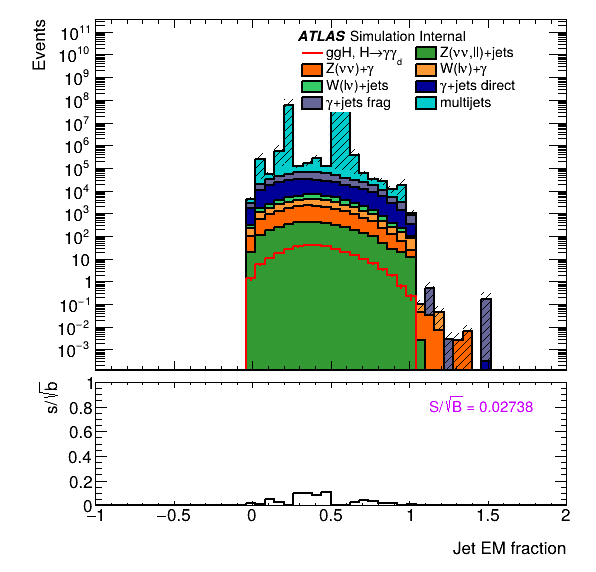 ATLAS Simulation Internal
ggH, H→γγd
Z(νν,ll)+jets
Z(νν)+γ
W(lν)+γ
W(lν)+jets
γ+jets direct
γ+jets frag
multijets
Events
10¹¹
10¹⁰
10⁹
10⁸
10⁷
10⁶
10⁵
10⁴
10³
10²
10
1
10⁻¹
10⁻²
10⁻³
s/√b
1
0.8
0.6
0.4
0.2
0
S/√B = 0.02738
−1 −0.5 0 0.5 1 1.5 2
Jet EM fraction